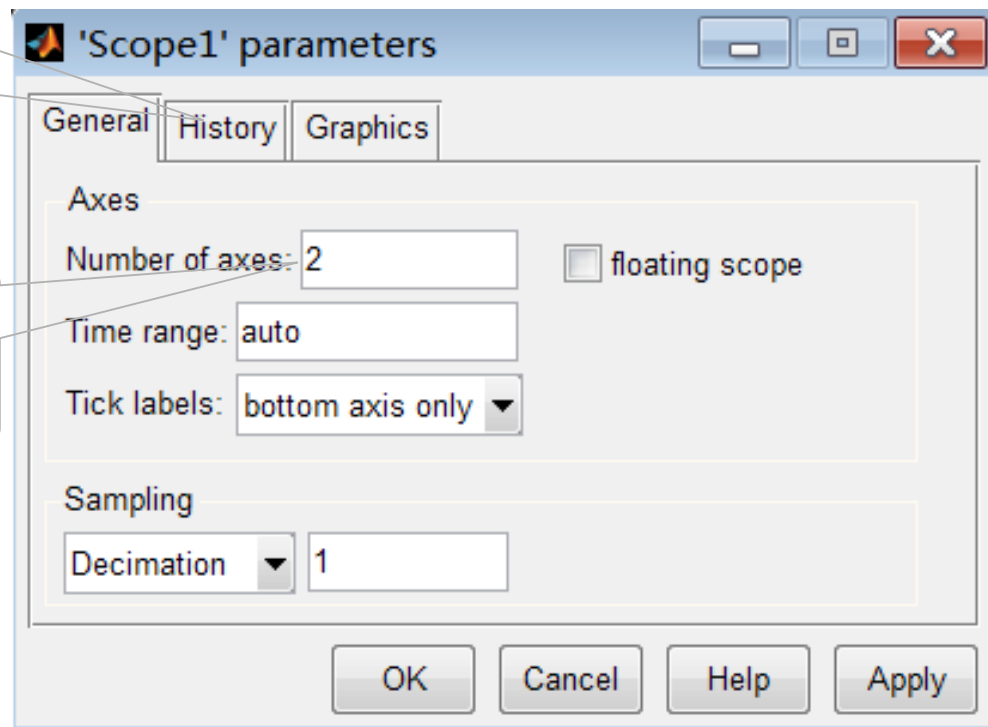 'Scope1' parameters
General History Graphics
Axes
Number of axes: 2 floating scope
Time range: auto
Tick labels: bottom axis only
Sampling
Decimation 1
OK Cancel Help Apply